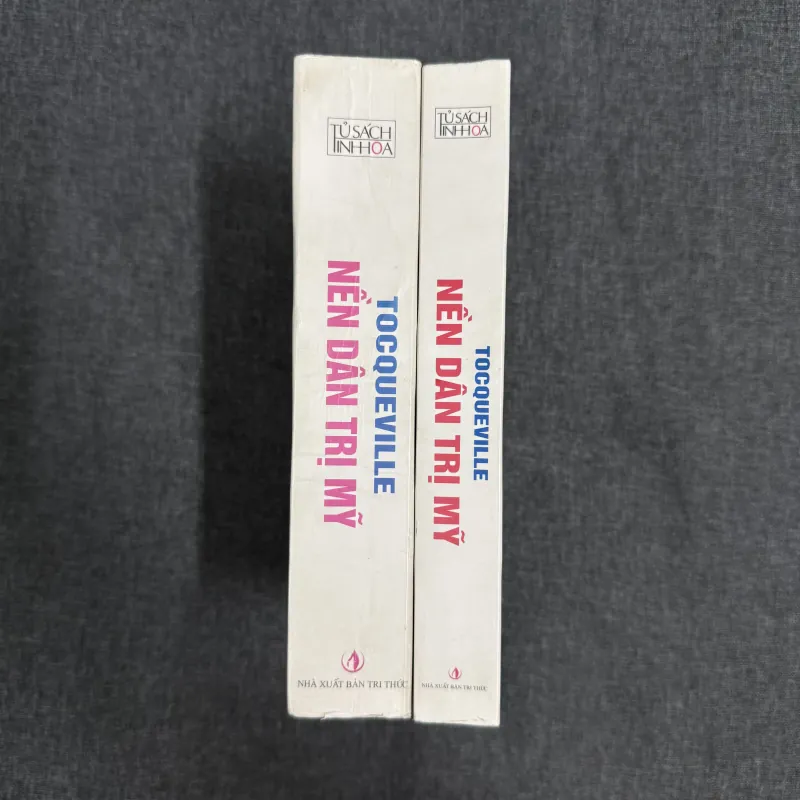 TỦ SÁCH
TINH HOA
TOCQUEVILLE
NỀN DÂN TRỊ MỸ
NHÀ XUẤT BẢN TRI THỨC
TỦ SÁCH
TINH HOA
TOCQUEVILLE
NỀN DÂN TRỊ MỸ
NHÀ XUẤT BẢN TRI THỨC